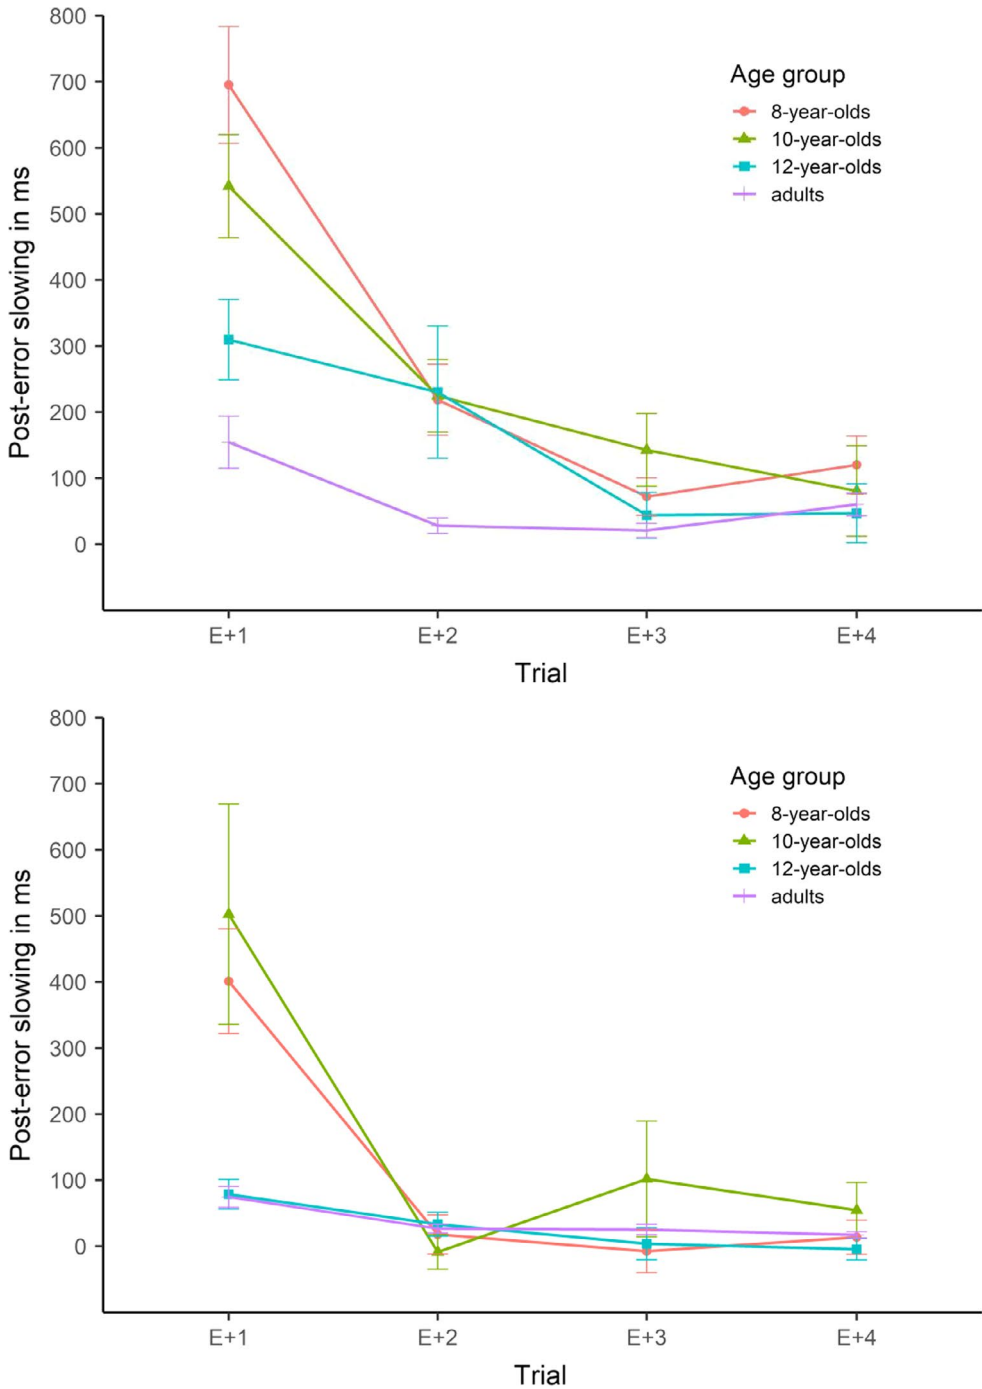 Post-error slowing in ms
800
700
600
500
400
300
200
100
0
Age group
8-year-olds
10-year-olds
12-year-olds
adults
E+1 E+2 E+3 E+4
Trial
Post-error slowing in ms
800
700
600
500
400
300
200
100
0
Age group
8-year-olds
10-year-olds
12-year-olds
adults
E+1 E+2 E+3 E+4
Trial